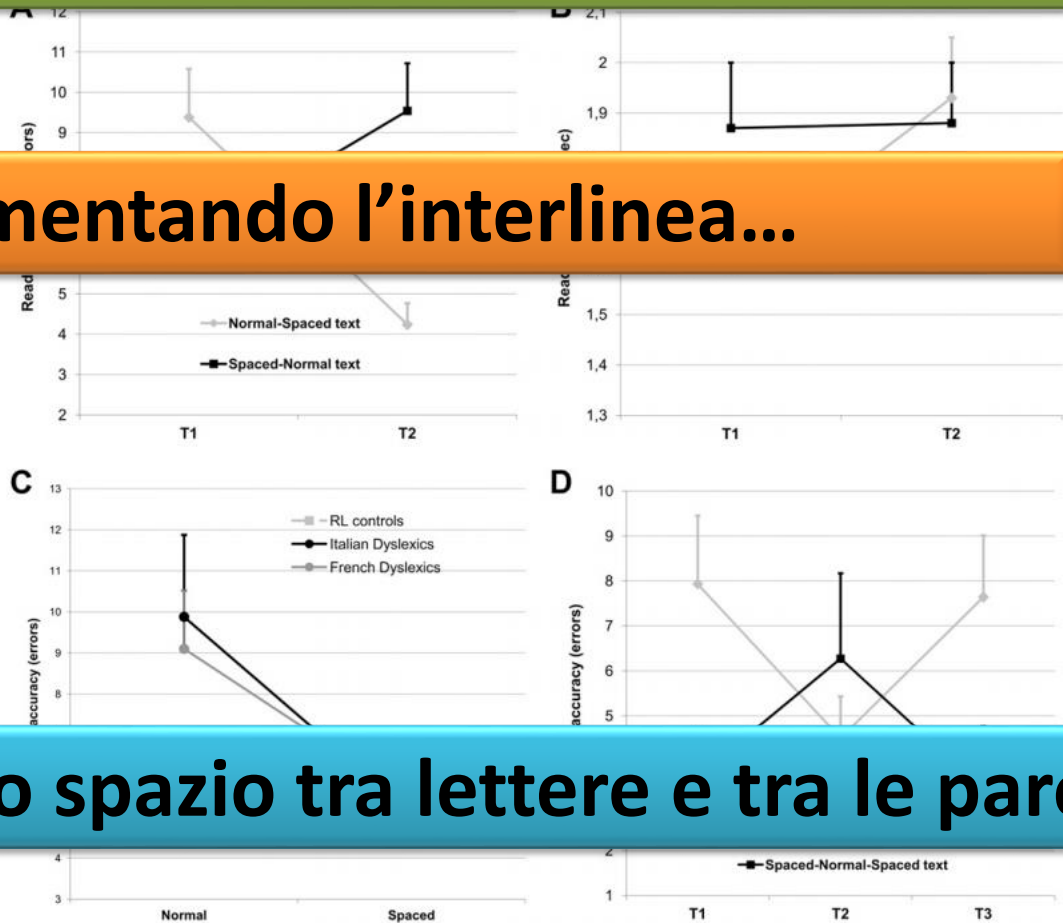 A
12
11
10
9
ors)
mentando l’interlinea…
Read
5
4
3
2
Normal-Spaced text
Spaced-Normal text
T1
T2
B
2,1
2
1,9
ec)
1,5
1,4
1,3
T1
T2
C
13
12
11
10
9
8
accuracy (errors)
RL controls
Italian Dyslexics
French Dyslexics
D
10
9
8
7
6
5
accuracy (errors)
o spazio tra lettere e tra le par
4
3
Normal
Spaced
2
1
Spaced-Normal-Spaced text
T1
T2
T3